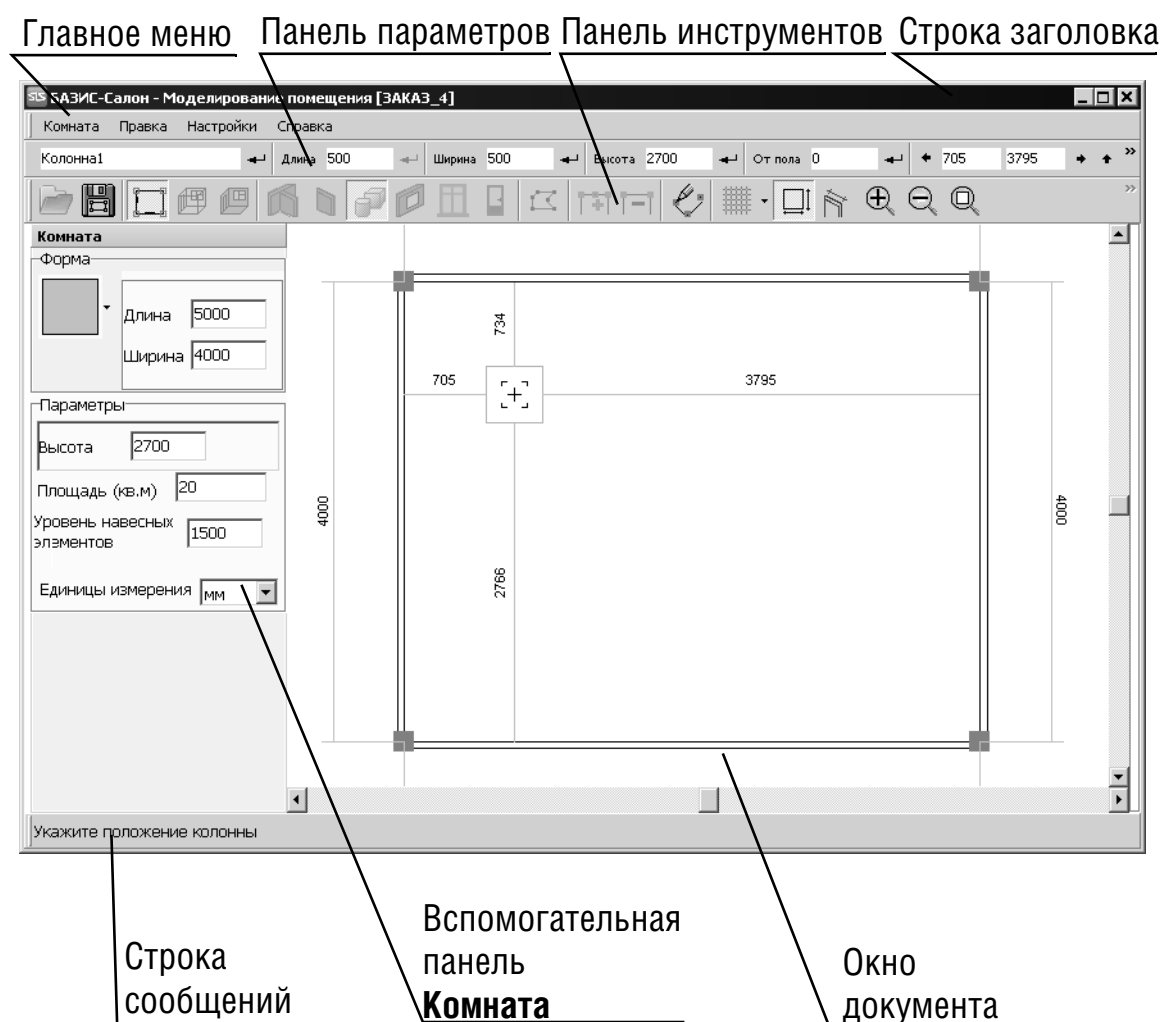 Главное меню Панель параметров Панель инструментов Строка заголовка
SLS БАЗИС-Салон - Моделирование помещения [ЗАКАЗ_4]
Комната Правка Настройки Справка
Колонна1 Длина 500 Ширина 500 Высота 2700 От пола 0 705 3795 »
»
Комната
Форма
Длина 5000
Ширина 4000
Параметры
Высота 2700
Площадь (кв.м) 20
Уровень навесных
элементов 1500
Единицы измерения мм
734
705 3795
4000 4000
2766
Укажите положение колонны
Строка
сообщений
Вспомогательная
панель
Комната
Окно
документа